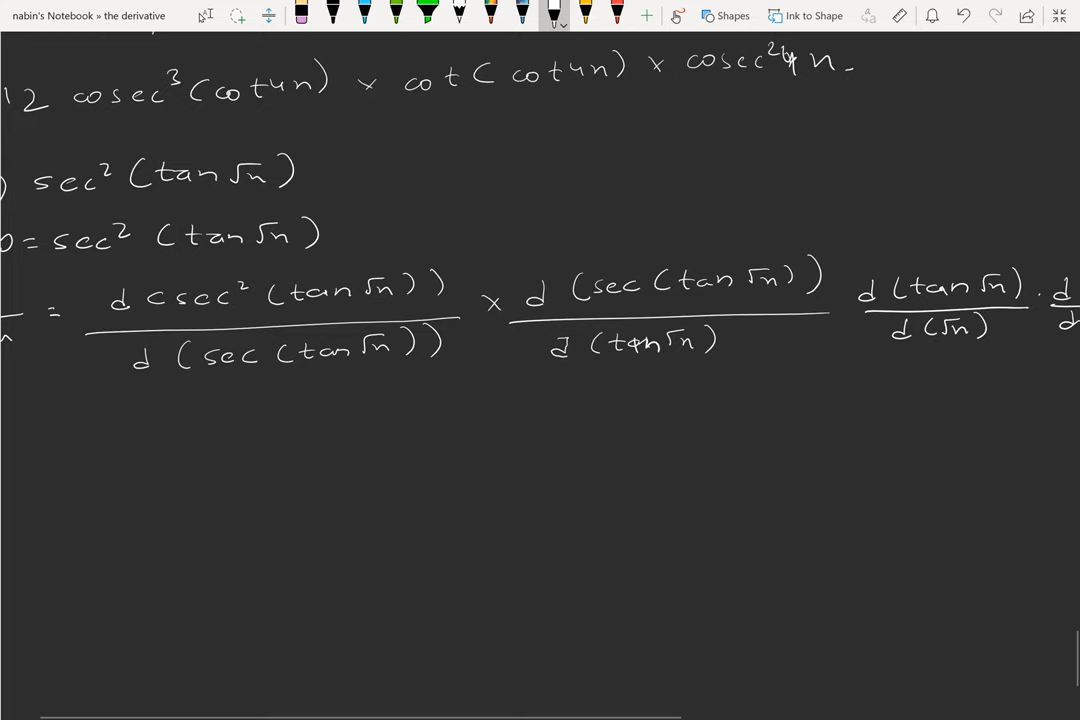 nabin's Notebook » the derivative
Shapes
Ink to Shape
12 cosec³ (cot4n) × cot (cot4n) × cosec²4n.
) sec² (tan √n)
= sec² (tan √n)
= d (sec² (tan √n)) / d (sec (tan √n)) × d (sec (tan √n)) / d (tan √n) d (tan √n) / d (√n) . d / d